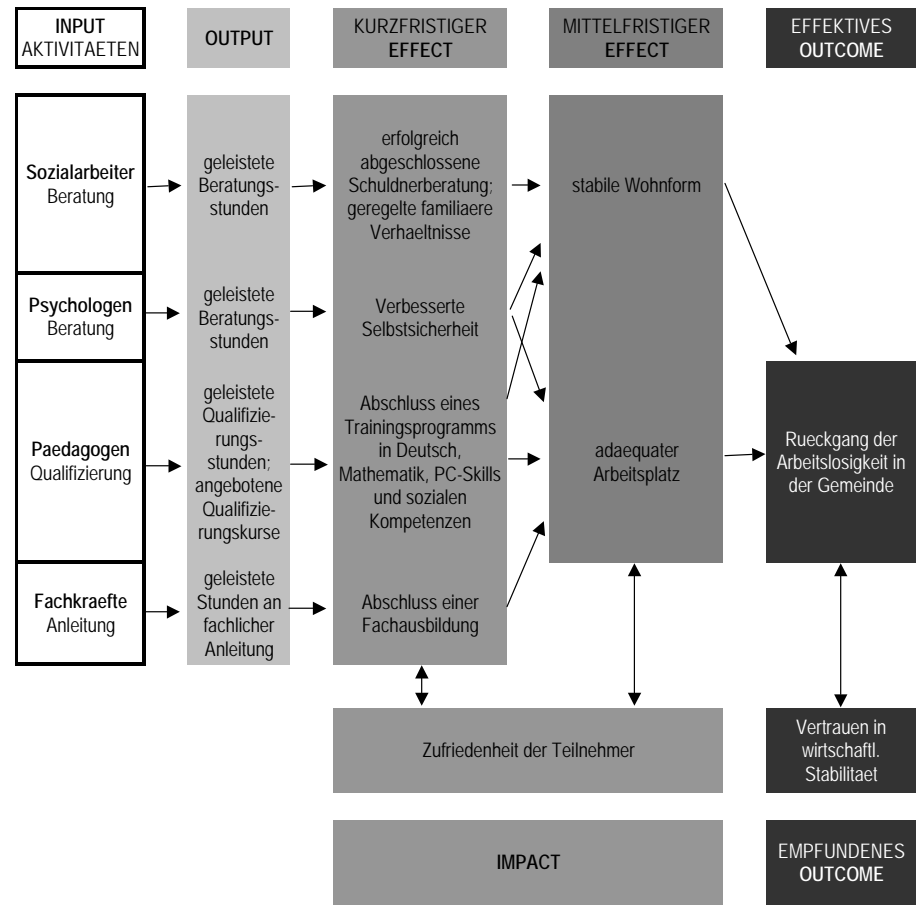 INPUT
AKTIVITAETEN
OUTPUT
KURZFRISTIGER
EFFECT
MITTELFRISTIGER
EFFECT
EFFEKTIVES
OUTCOME
Sozialarbeiter
Beratung
geleistete
Beratungs-
stunden
erfolgreich
abgeschlossene
Schuldnerberatung;
geregelte familiaere
Verhaeltnisse
stabile Wohnform
Psychologen
Beratung
geleistete
Beratungs-
stunden
Verbesserte
Selbstsicherheit
Paedagogen
Qualifizierung
geleistete
Qualifizie-
rungs-
stunden;
angebotene
Qualifizie-
rungskurse
Abschluss eines
Trainingsprogramms
in Deutsch,
Mathematik, PC-Skills
und sozialen
Kompetenzen
adaequater
Arbeitsplatz
Rueckgang der
Arbeitslosigkeit in
der Gemeinde
Fachkraefte
Anleitung
geleistete
Stunden an
fachlicher
Anleitung
Abschluss einer
Fachausbildung
Zufriedenheit der Teilnehmer
Vertrauen in
wirtschaftl.
Stabilitaet
IMPACT
EMPFUNDENES
OUTCOME